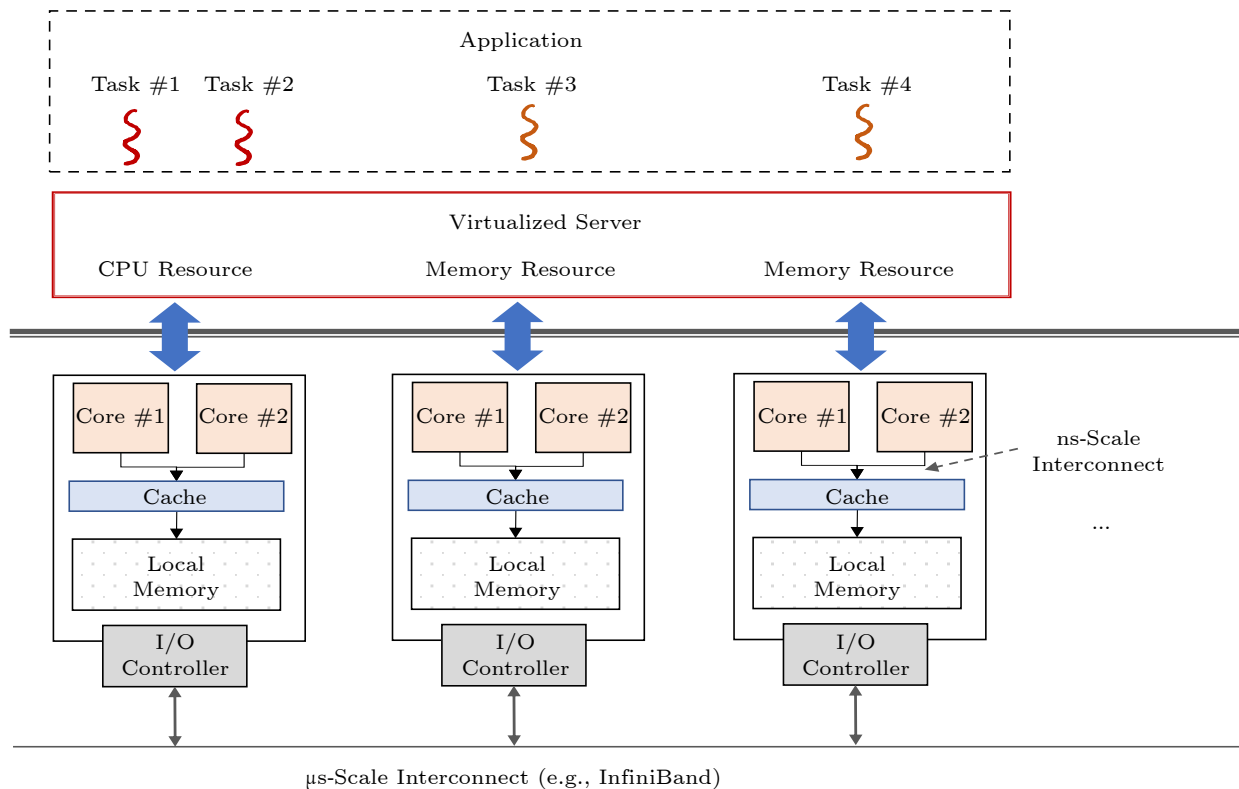 Application
Task #1 Task #2 Task #3 Task #4
Virtualized Server
CPU Resource Memory Resource Memory Resource
Core #1 Core #2 Core #1 Core #2 Core #1 Core #2
ns-Scale
Interconnect
Cache Cache Cache
...
Local Local Local
Memory Memory Memory
I/O I/O I/O
Controller Controller Controller
μs-Scale Interconnect (e.g., InfiniBand)